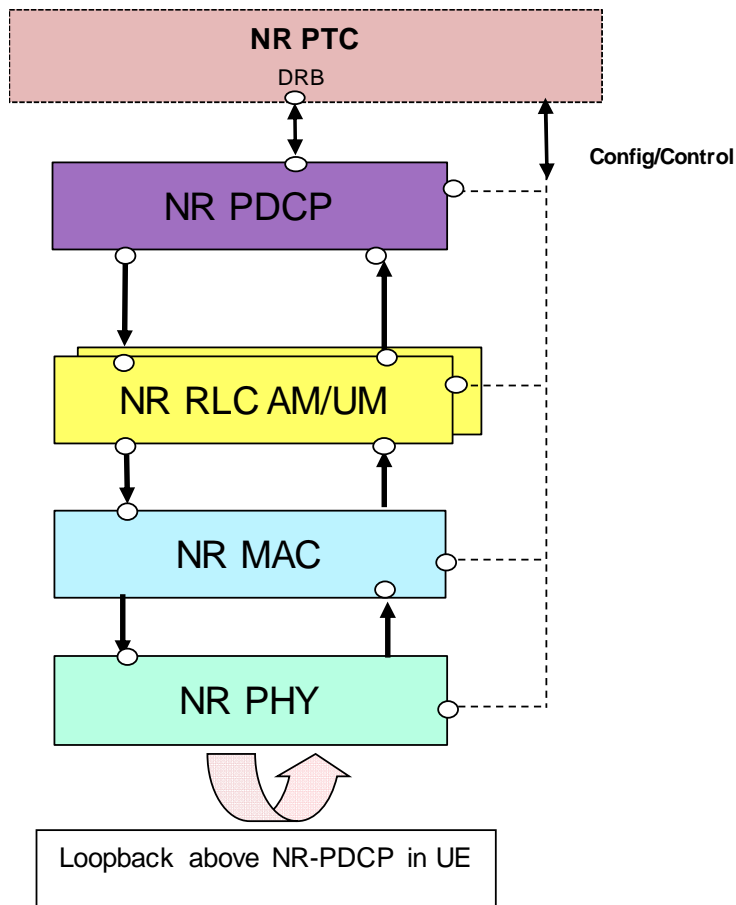 NR PTC
DRB
Config/Control
NR PDCP
NR RLC AM/UM
NR MAC
NR PHY
Loopback above NR-PDCP in UE